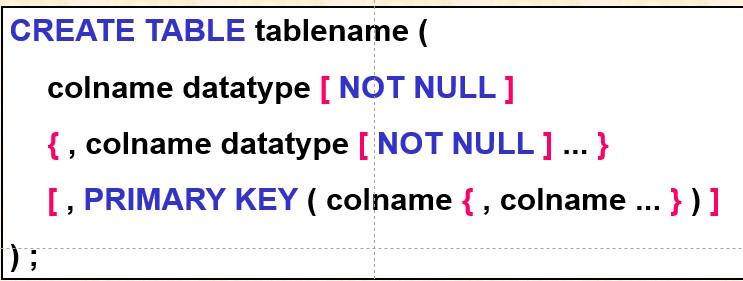 CREATE TABLE tablename (
colname datatype [ NOT NULL ]
{ , colname datatype [ NOT NULL ] ... }
[ , PRIMARY KEY ( colname { , colname ... } ) ]
) ;